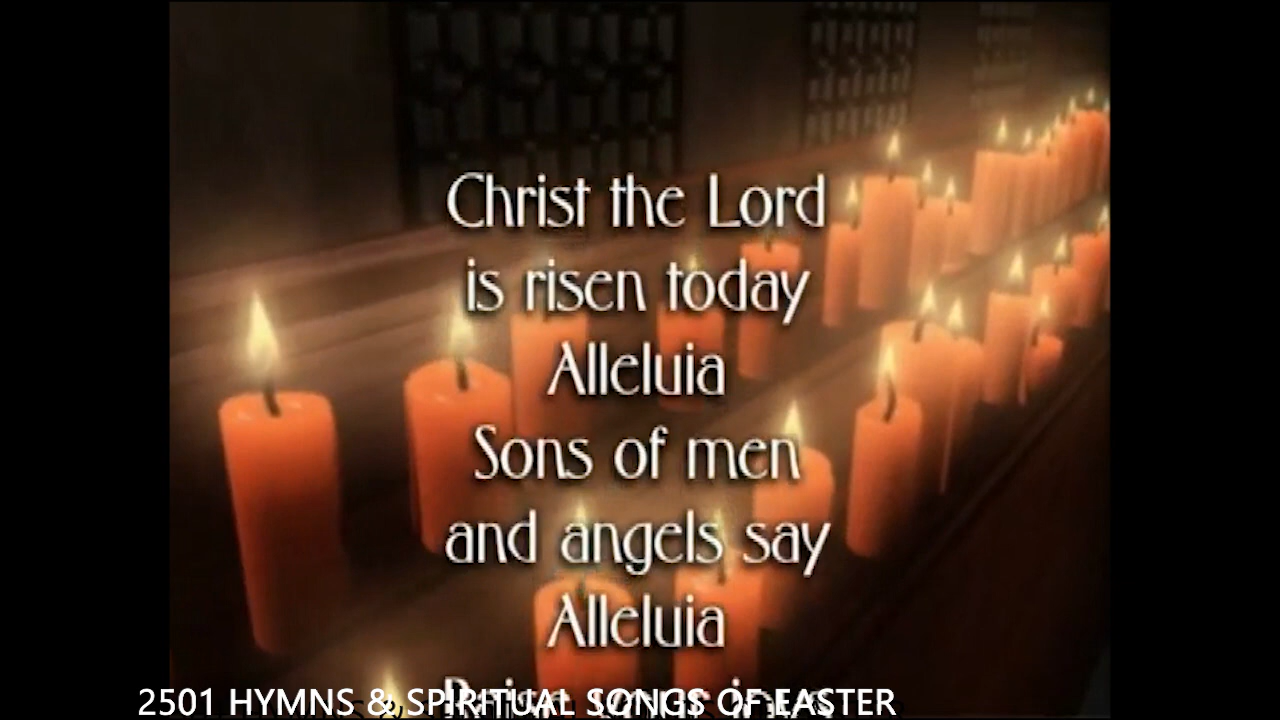 Christ the Lord
is risen today
Alleluia
Sons of men
and angels say
Alleluia
2501 HYMNS & SPIRITUAL SONGS OF EASTER